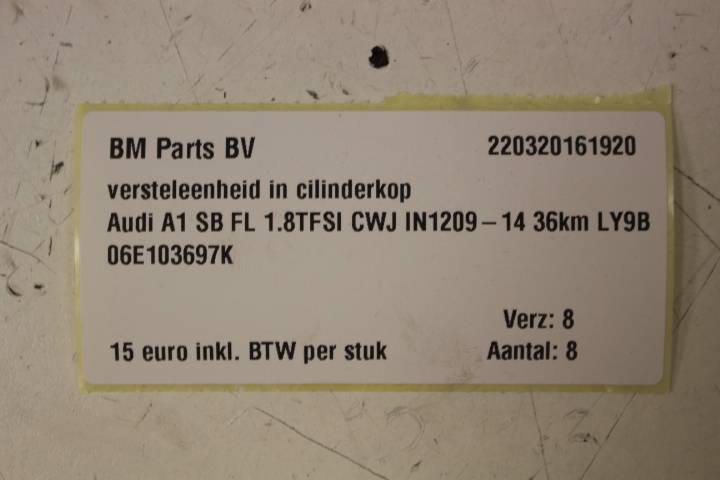 BM Parts BV 220320161920
versteleenheid in cilinderkop
Audi A1 SB FL 1.8TFSI CWJ IN1209-14 36km LY9B
06E103697K
Verz: 8
15 euro inkl. BTW per stuk Aantal: 8